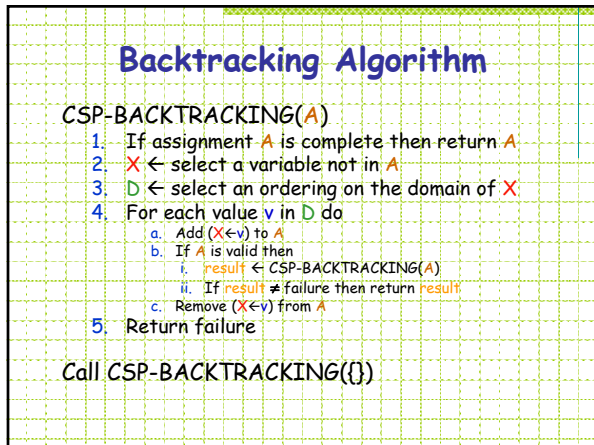 Backtracking Algorithm
CSP-BACKTRACKING(A)
1. If assignment A is complete then return A
2. X ← select a variable not in A
3. D ← select an ordering on the domain of X
4. For each value v in D do
a. Add (X←v) to A
b. If A is valid then
i. result ← CSP-BACKTRACKING(A)
ii. If result ≠ failure then return result
c. Remove (X←v) from A
5. Return failure
Call CSP-BACKTRACKING({})